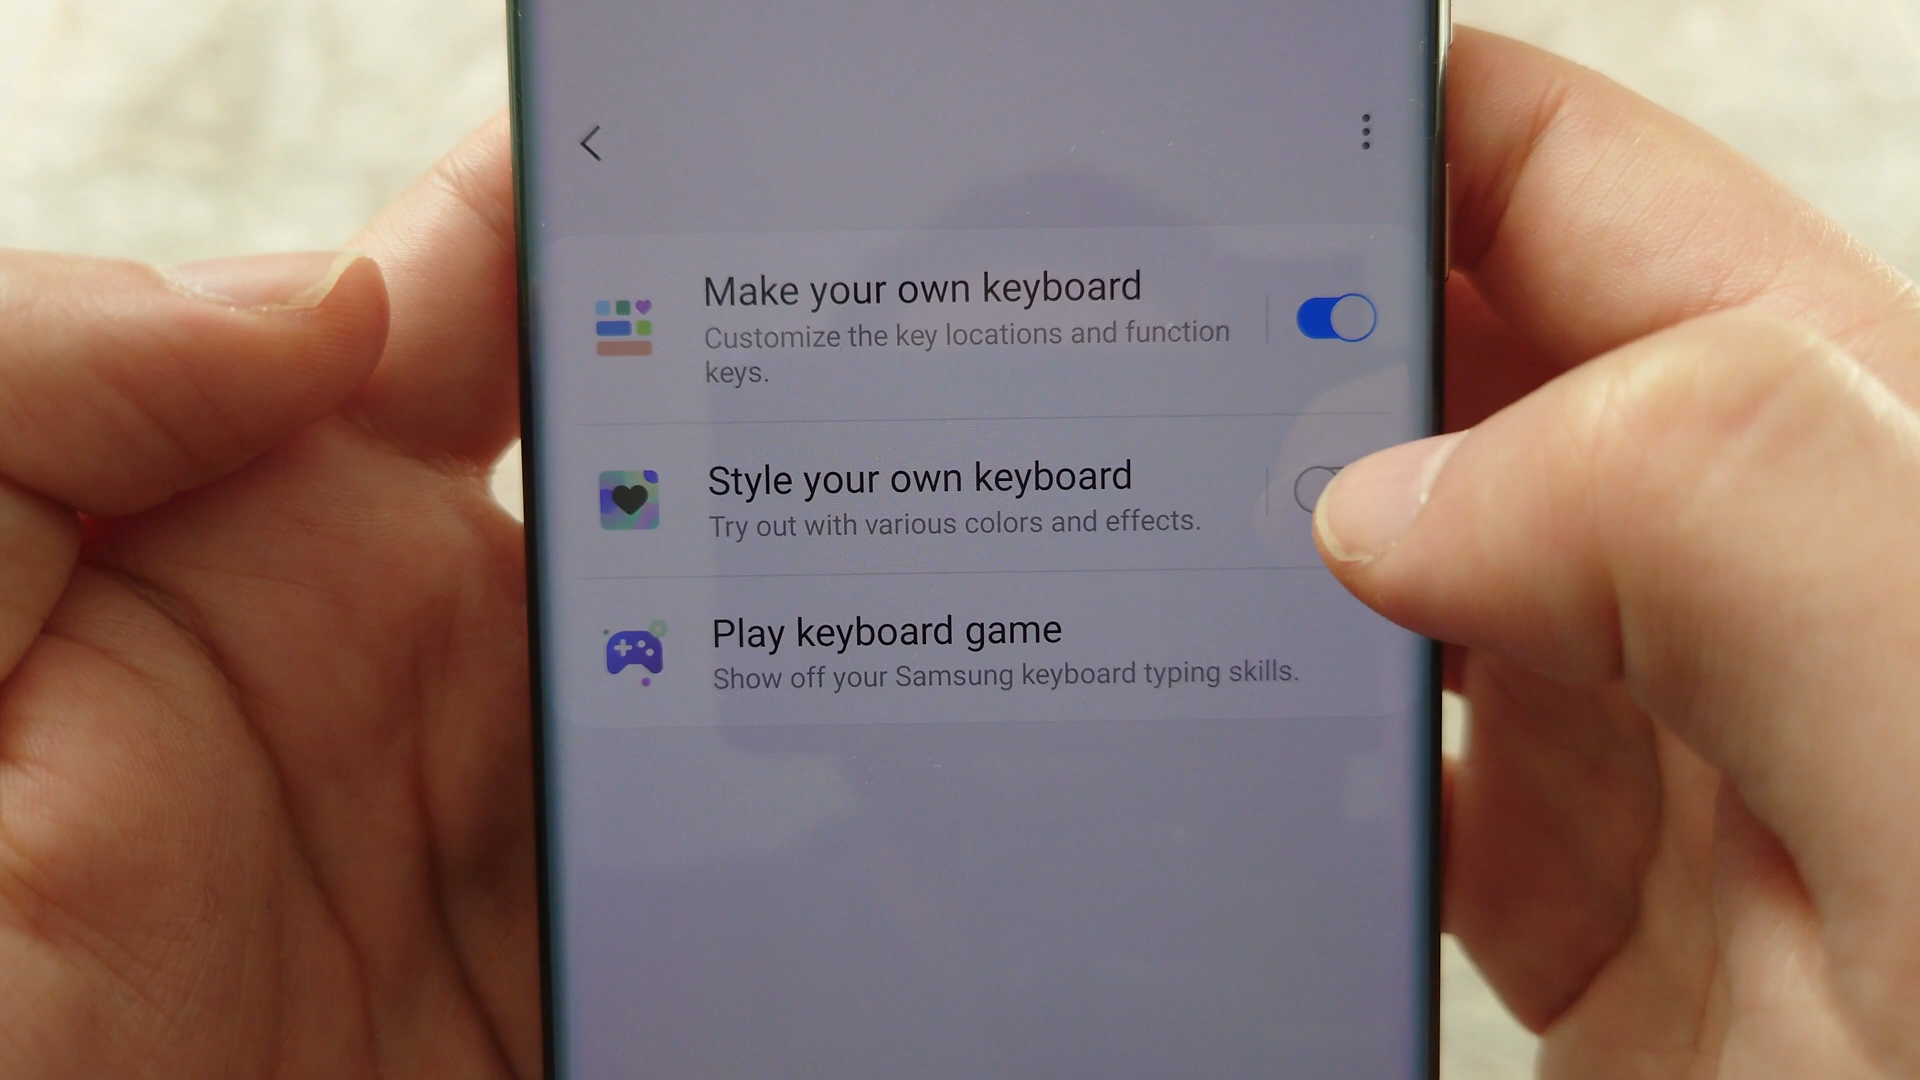 Make your own keyboard
Customize the key locations and function
keys.
Style your own keyboard
Try out with various colors and effects.
Play keyboard game
Show off your Samsung keyboard typing skills.